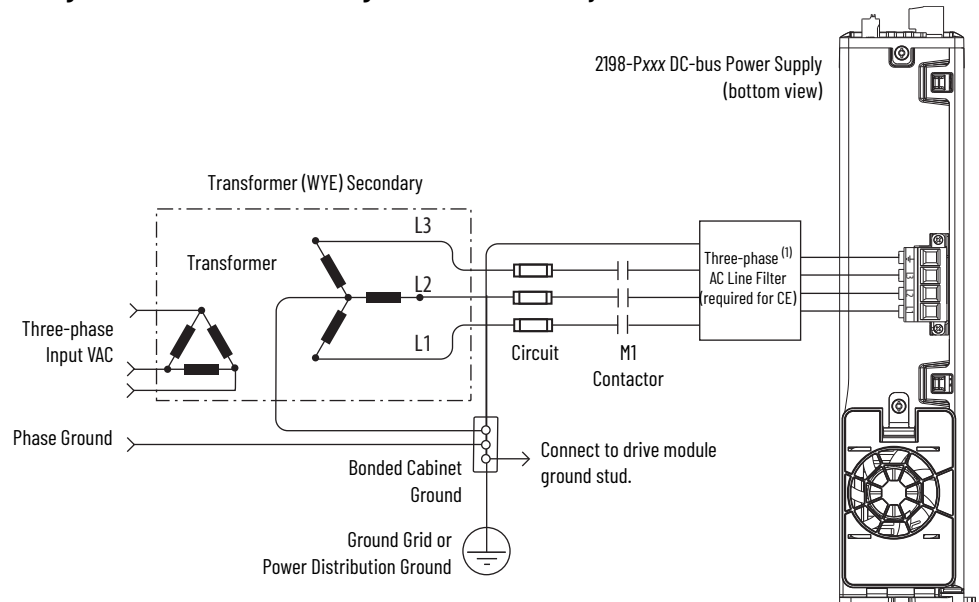 2198-Pxxx DC-bus Power Supply
(bottom view)
Transformer (WYE) Secondary
L3
Transformer
L2
L1
Three-phase
Input VAC
Three-phase (1)
AC Line Filter
(required for CE)
Circuit
M1
Contactor
Phase Ground
Bonded Cabinet
Ground
Connect to drive module
ground stud.
Ground Grid or
Power Distribution Ground